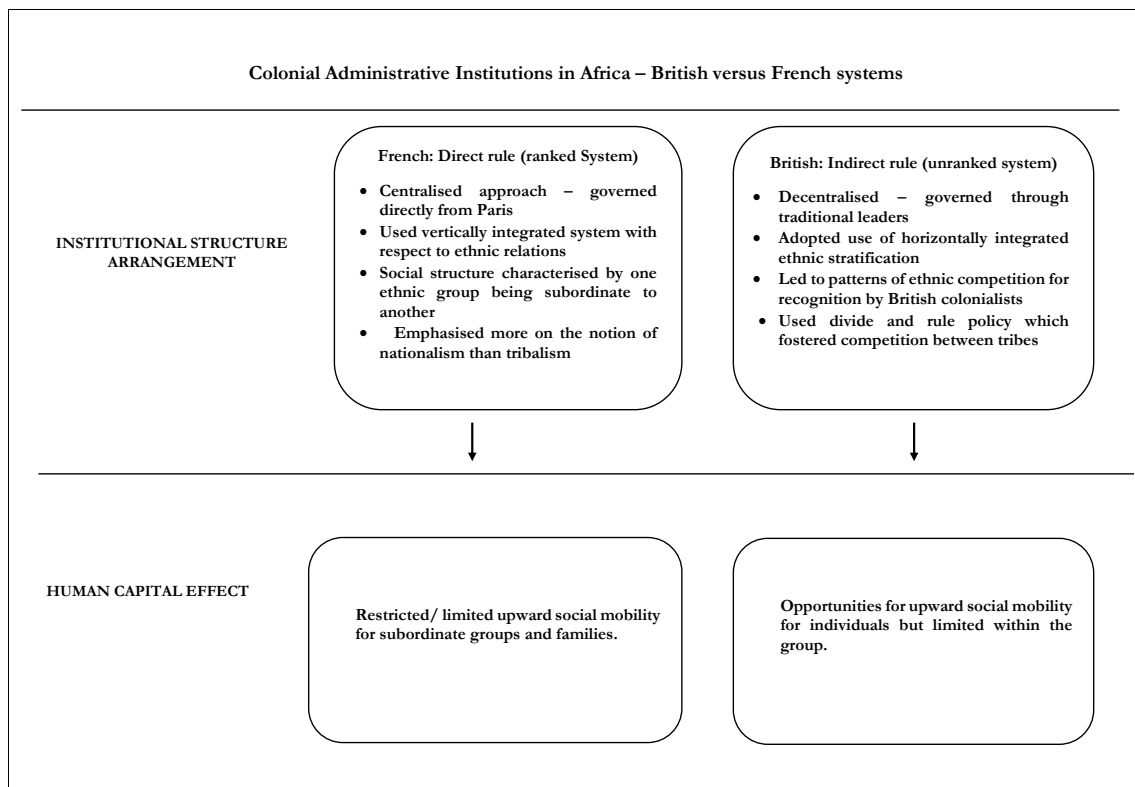 Colonial Administrative Institutions in Africa – British versus French systems
INSTITUTIONAL STRUCTURE
ARRANGEMENT
French: Direct rule (ranked System)
• Centralised approach – governed
directly from Paris
• Used vertically integrated system with
respect to ethnic relations
• Social structure characterised by one
ethnic group being subordinate to
another
• Emphasised more on the notion of
nationalism than tribalism
British: Indirect rule (unranked system)
• Decentralised – governed through
traditional leaders
• Adopted use of horizontally integrated
ethnic stratification
• Led to patterns of ethnic competition for
recognition by British colonialists
• Used divide and rule policy which
fostered competition between tribes
HUMAN CAPITAL EFFECT
Restricted/ limited upward social mobility
for subordinate groups and families.
Opportunities for upward social mobility
for individuals but limited within the
group.